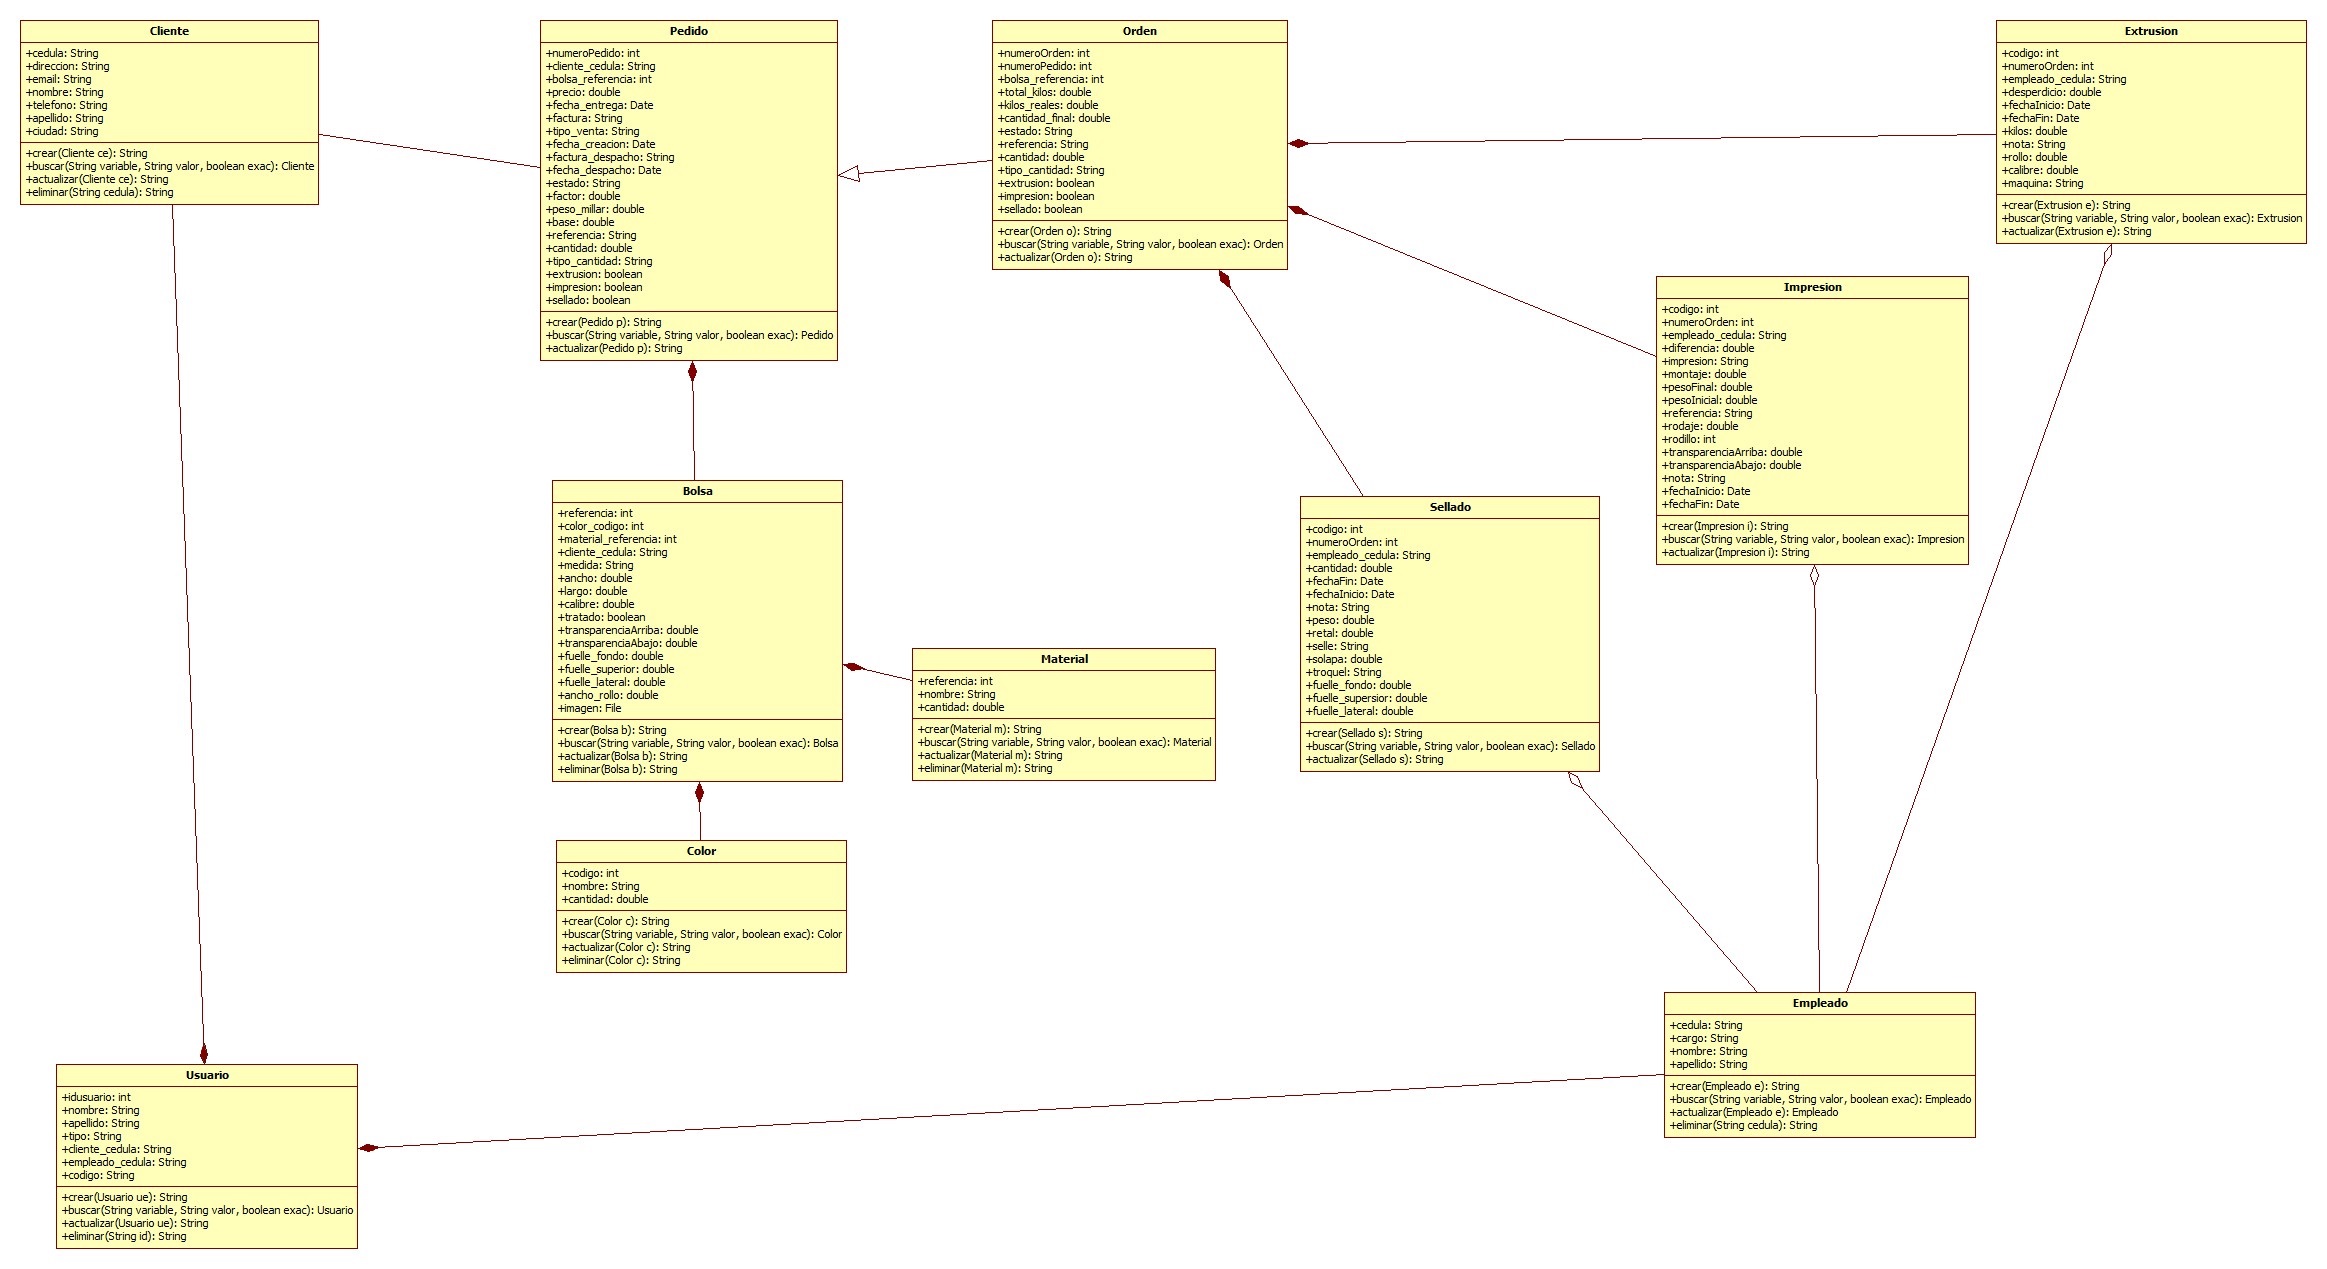 Cliente
+cedula: String
+direccion: String
+email: String
+nombre: String
+telefono: String
+apellido: String
+ciudad: String
+crear(Cliente ce): String
+buscar(String variable, String valor, boolean exac): Cliente
+actualizar(Cliente ce): String
+eliminar(String cedula): String
Pedido
+numeroPedido: int
+cliente_cedula: String
+bolsa_referencia: int
+precio: double
+fecha_entrega: Date
+factura: String
+tipo_venta: String
+fecha_creacion: Date
+factura_despacho: String
+fecha_despacho: Date
+estado: String
+factor: double
+peso_millar: double
+base: double
+referencia: String
+cantidad: double
+tipo_cantidad: String
+extrusion: boolean
+impresion: boolean
+sellado: boolean
+crear(Pedido p): String
+buscar(String variable, String valor, boolean exac): Pedido
+actualizar(Pedido p): String
Orden
+numeroOrden: int
+numeroPedido: int
+bolsa_referencia: int
+total_kilos: double
+kilos_reales: double
+cantidad_final: double
+estado: String
+referencia: String
+cantidad: double
+tipo_cantidad: String
+extrusion: boolean
+impresion: boolean
+sellado: boolean
+crear(Orden o): String
+buscar(String variable, String valor, boolean exac): Orden
+actualizar(Orden o): String
Extrusion
+codigo: int
+numeroOrden: int
+empleado_cedula: String
+desperdicio: double
+fechaInicio: Date
+fechaFin: Date
+kilos: double
+nota: String
+rollo: double
+calibre: double
+maquina: String
+crear(Extrusion e): String
+buscar(String variable, String valor, boolean exac): Extrusion
+actualizar(Extrusion e): String
Impresion
+codigo: int
+numeroOrden: int
+empleado_cedula: String
+diferencia: double
+impresion: String
+montaje: double
+pesoFinal: double
+pesoInicial: double
+referencia: String
+rodaje: double
+rodillo: int
+transparenciaArriba: double
+transparenciaAbajo: double
+nota: String
+fechaInicio: Date
+fechaFin: Date
+crear(Impresion i): String
+buscar(String variable, String valor, boolean exac): Impresion
+actualizar(Impresion i): String
Bolsa
+referencia: int
+color_codigo: int
+material_referencia: int
+cliente_cedula: String
+medida: String
+ancho: double
+largo: double
+calibre: double
+tratado: boolean
+transparenciaArriba: double
+transparenciaAbajo: double
+fuelle_fondo: double
+fuelle_superior: double
+fuelle_lateral: double
+ancho_rollo: double
+imagen: File
+crear(Bolsa b): String
+buscar(String variable, String valor, boolean exac): Bolsa
+actualizar(Bolsa b): String
+eliminar(Bolsa b): String
Sellado
+codigo: int
+numeroOrden: int
+empleado_cedula: String
+cantidad: double
+fechaFin: Date
+fechaInicio: Date
+nota: String
+peso: double
+retal: double
+selle: String
+solapa: double
+troquel: String
+fuelle_fondo: double
+fuelle_supersior: double
+fuelle_lateral: double
+crear(Sellado s): String
+buscar(String variable, String valor, boolean exac): Sellado
+actualizar(Sellado s): String
Material
+referencia: int
+nombre: String
+cantidad: double
+crear(Material m): String
+buscar(String variable, String valor, boolean exac): Material
+actualizar(Material m): String
+eliminar(Material m): String
Color
+codigo: int
+nombre: String
+cantidad: double
+crear(Color c): String
+buscar(String variable, String valor, boolean exac): Color
+actualizar(Color c): String
+eliminar(Color c): String
Empleado
+cedula: String
+cargo: String
+nombre: String
+apellido: String
+crear(Empleado e): String
+buscar(String variable, String valor, boolean exac): Empleado
+actualizar(Empleado e): Empleado
+eliminar(String cedula): String
Usuario
+idusuario: int
+nombre: String
+apellido: String
+tipo: String
+cliente_cedula: String
+empleado_cedula: String
+codigo: String
+crear(Usuario ue): String
+buscar(String variable, String valor, boolean exac): Usuario
+actualizar(Usuario ue): String
+eliminar(String id): String